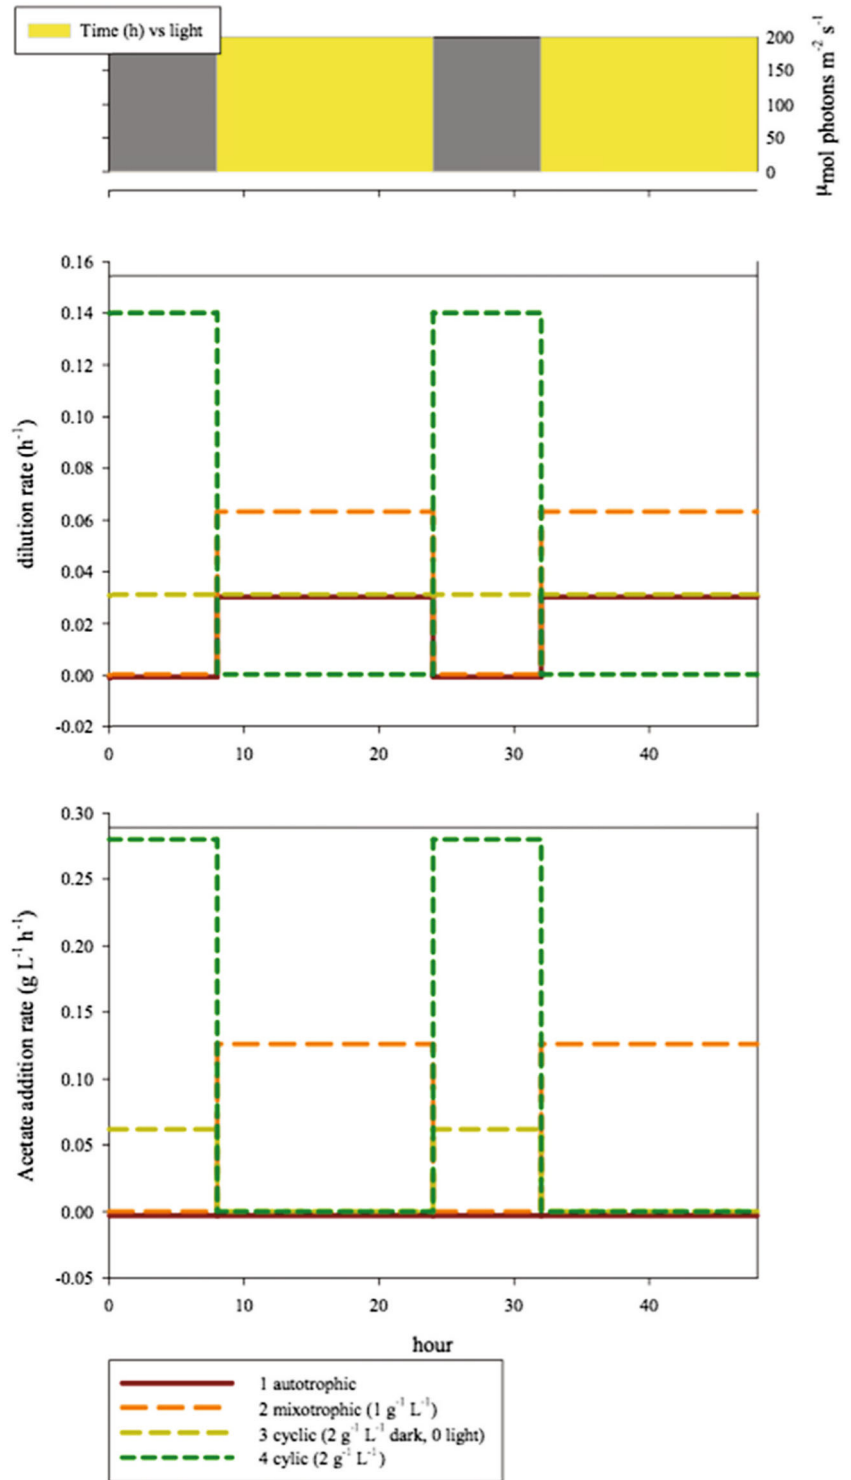 Time (h) vs light
200
150
100
50
0
µmol photons m⁻² s⁻¹
0.16
0.14
0.12
0.10
0.08
0.06
0.04
0.02
0.00
-0.02
dilution rate (h⁻¹)
0 10 20 30 40
0.30
0.25
0.20
0.15
0.10
0.05
0.00
-0.05
Acetate addition rate (g L⁻¹ h⁻¹)
0 10 20 30 40
hour
1 autotrophic
2 mixotrophic (1 g⁻¹ L⁻¹)
3 cyclic (2 g⁻¹ L⁻¹ dark, 0 light)
4 cylic (2 g⁻¹ L⁻¹)